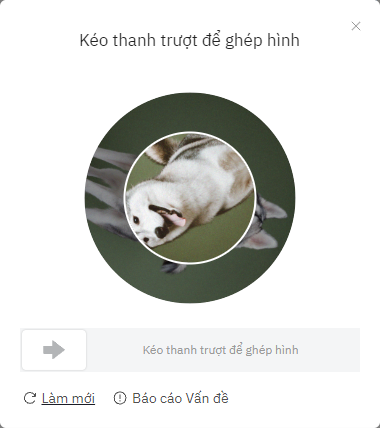 Kéo thanh trượt để ghép hình
Kéo thanh trượt để ghép hình
Làm mới
Báo cáo Vấn đề